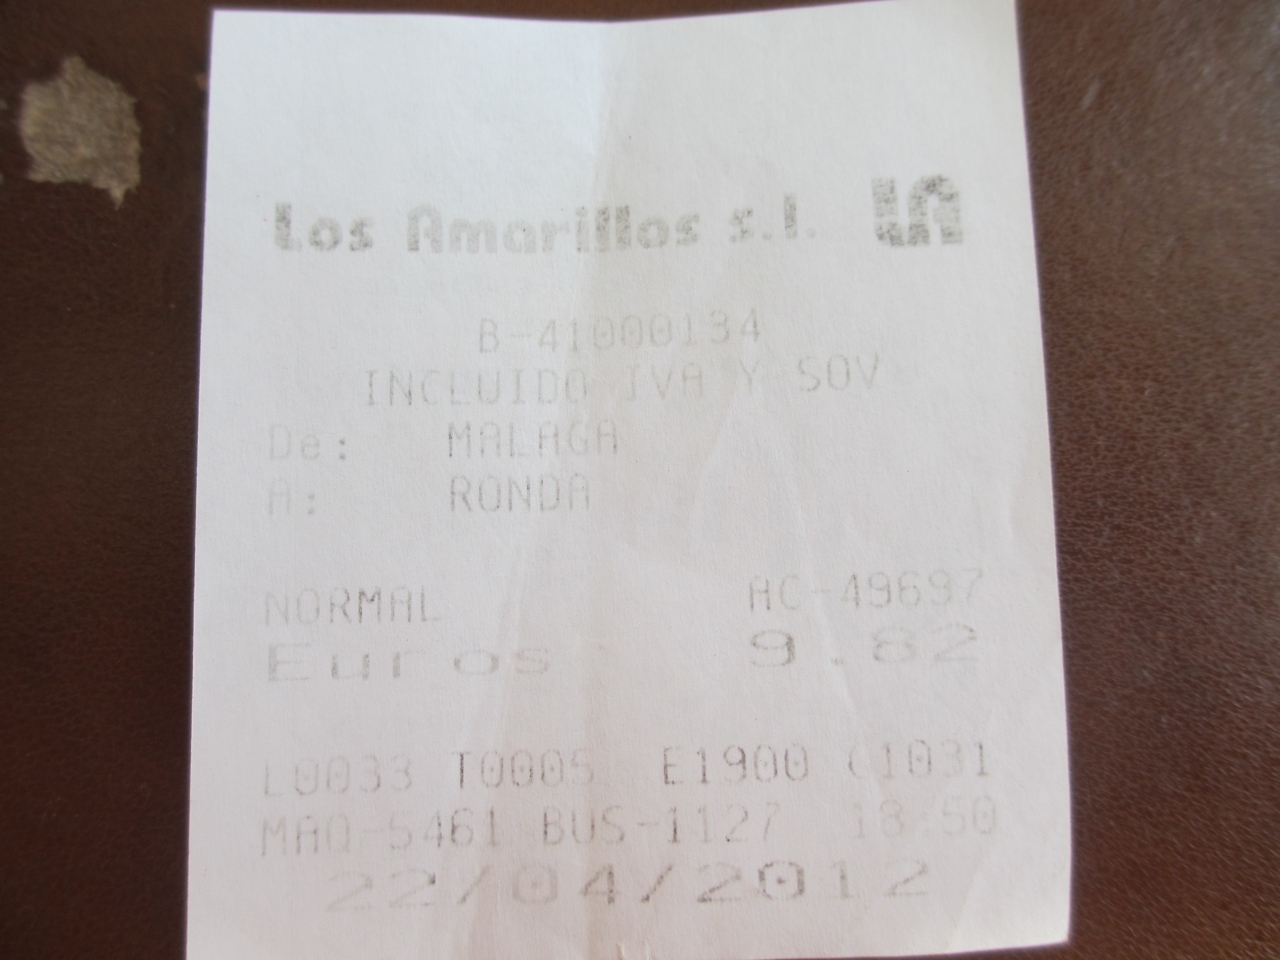 Los Amarillos s.l. LA
B-41000134
INCLUIDO IVA Y SOV
De: MALAGA
A: RONDA
NORMAL AC-49697
Euros 9.82
L0033 T0005 E1900 C1031
MAQ-5461 BUS-1127 18:50
22/04/2012